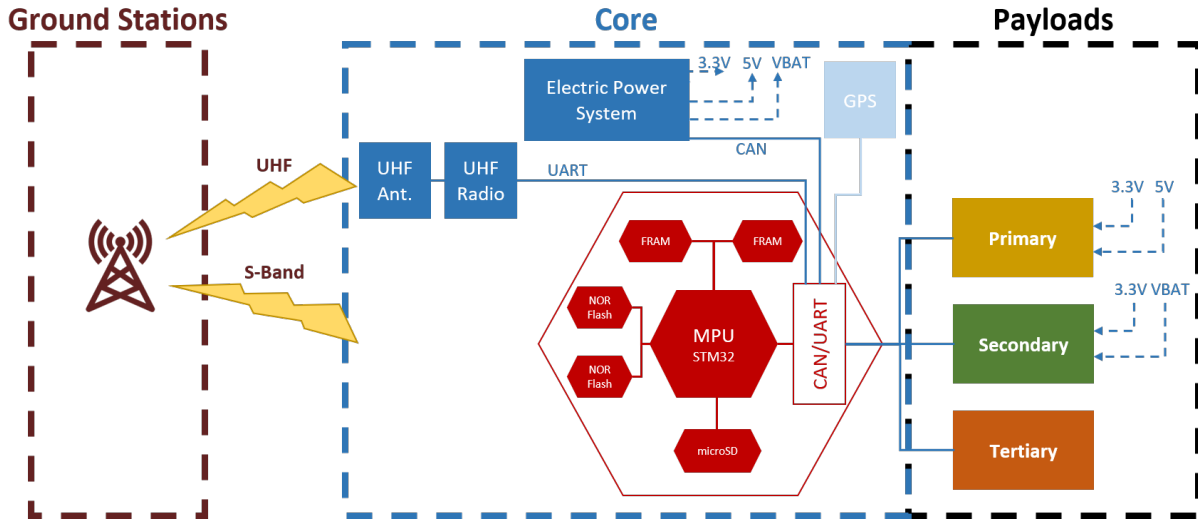 Ground Stations
Core
Payloads
UHF
S-Band
Electric Power
System
3.3V 5V VBAT
GPS
CAN
UHF
Ant.
UHF
Radio
UART
FRAM
FRAM
NOR
Flash
NOR
Flash
MPU
STM32
CAN/UART
microSD
3.3V 5V
Primary
3.3V VBAT
Secondary
Tertiary